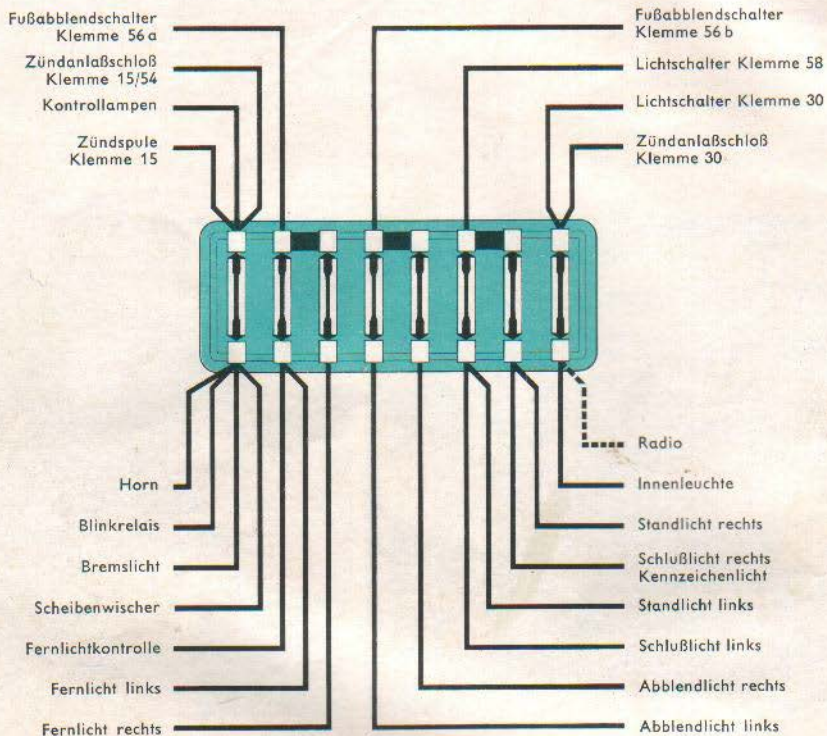 Fußabblendschalter
Klemme 56 a
Zündanlaßschloß
Klemme 15/54
Kontrollampen
Zündspule
Klemme 15
Fußabblendschalter
Klemme 56 b
Lichtschalter Klemme 58
Lichtschalter Klemme 30
Zündanlaßschloß
Klemme 30
Horn
Blinkrelais
Bremslicht
Scheibenwischer
Fernlichtkontrolle
Fernlicht links
Fernlicht rechts
Radio
Innenleuchte
Standlicht rechts
Schlußlicht rechts
Kennzeichenlicht
Standlicht links
Schlußlicht links
Abblendlicht rechts
Abblendlicht links